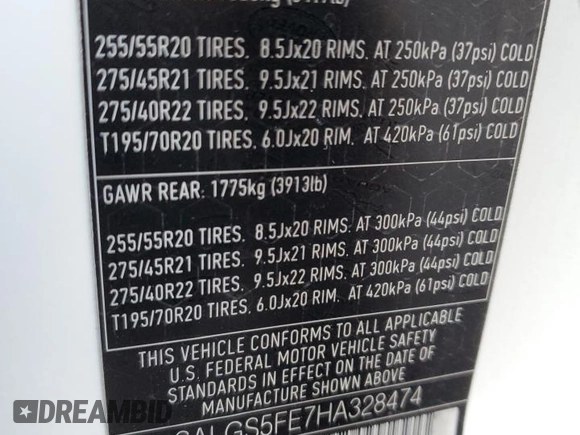 255/55R20 TIRES. 8.5Jx20 RIMS. AT 250kPa (37psi) COLD
275/45R21 TIRES. 9.5Jx21 RIMS. AT 250kPa (37psi) COLD
275/40R22 TIRES. 9.5Jx22 RIMS. AT 250kPa (37psi) COLD
T195/70R20 TIRES. 6.0Jx20 RIM. AT 420kPa (61psi) COLD
GAWR REAR: 1775kg (3913lb)
255/55R20 TIRES. 8.5Jx20 RIMS. AT 300kPa (44psi) COLD
275/45R21 TIRES. 9.5Jx21 RIMS. AT 300kPa (44psi) COLD
275/40R22 TIRES. 9.5Jx22 RIMS. AT 300kPa (44psi) COLD
T195/70R20 TIRES. 6.0Jx20 RIM. AT 420kPa (61psi) COLD
THIS VEHICLE CONFORMS TO ALL APPLICABLE
U.S. FEDERAL MOTOR VEHICLE SAFETY
STANDARDS IN EFFECT ON THE DATE OF
MANUFACTURE SHOWN ABOVE
SALGS5FE7HA328474
DREAMBID